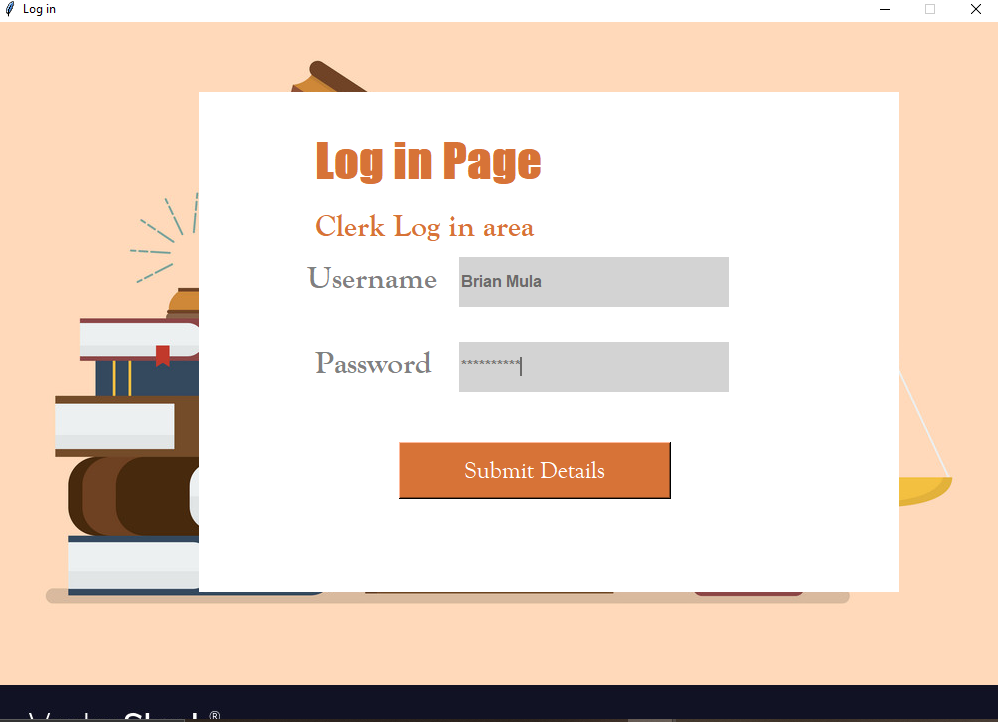 Log in
Log in Page
Clerk Log in area
Username
Brian Mula
Password
**********
Submit Details